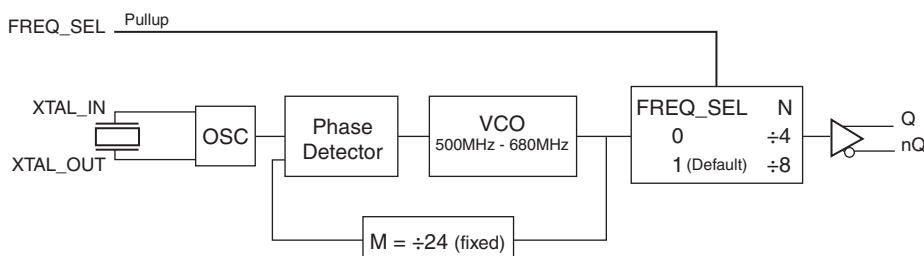 FREQ_SEL Pullup
XTAL_IN
XTAL_OUT
OSC
Phase
Detector
VCO
500MHz - 680MHz
FREQ_SEL N
0 ÷4
1 (Default) ÷8
Q
nQ
M = ÷24 (fixed)